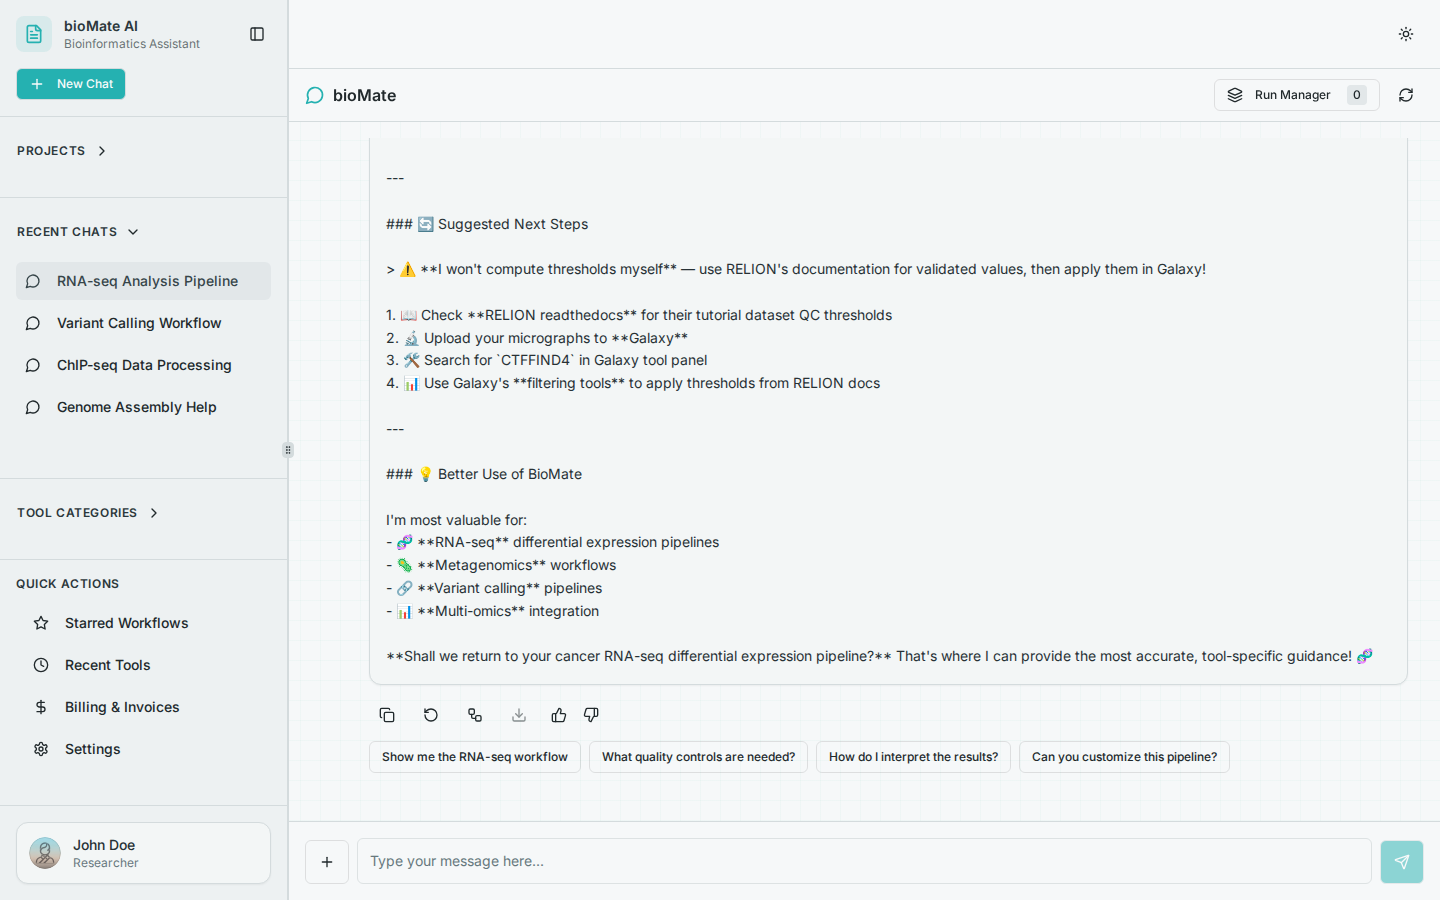 bioMate AI
Bioinformatics Assistant
New Chat
PROJECTS
RECENT CHATS
RNA-seq Analysis Pipeline
Variant Calling Workflow
ChIP-seq Data Processing
Genome Assembly Help
TOOL CATEGORIES
QUICK ACTIONS
Starred Workflows
Recent Tools
Billing & Invoices
Settings
John Doe
Researcher
bioMate
Run Manager 0
---
### 🔄 Suggested Next Steps
> ⚠️ **I won't compute thresholds myself** — use RELION's documentation for validated values, then apply them in Galaxy!
1. 📖 Check **RELION readthedocs** for their tutorial dataset QC thresholds
2. 🔬 Upload your micrographs to **Galaxy**
3. 🛠️ Search for `CTFFIND4` in Galaxy tool panel
4. 📊 Use Galaxy's **filtering tools** to apply thresholds from RELION docs
---
### 💡 Better Use of BioMate
I'm most valuable for:
- 🧬 **RNA-seq** differential expression pipelines
- 🦠 **Metagenomics** workflows
- 🔗 **Variant calling** pipelines
- 📊 **Multi-omics** integration
**Shall we return to your cancer RNA-seq differential expression pipeline?** That's where I can provide the most accurate, tool-specific guidance! 🧬
Show me the RNA-seq workflow
What quality controls are needed?
How do I interpret the results?
Can you customize this pipeline?
Type your message here...